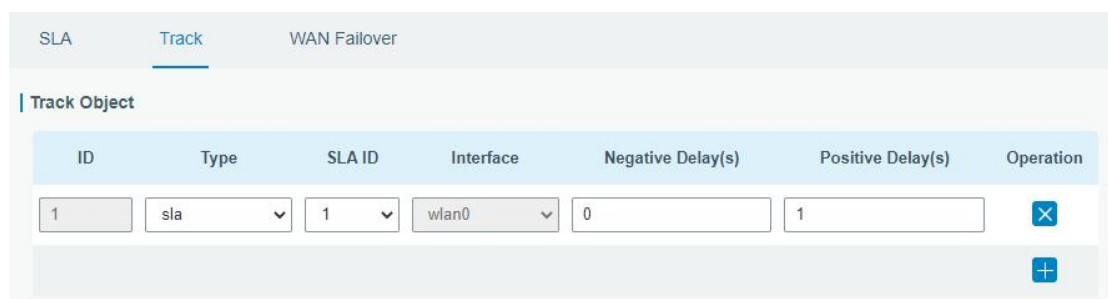 SLA Track WAN Failover
Track Object
ID Type SLA ID Interface Negative Delay(s) Positive Delay(s) Operation
1 sla 1 wlan0 0 1